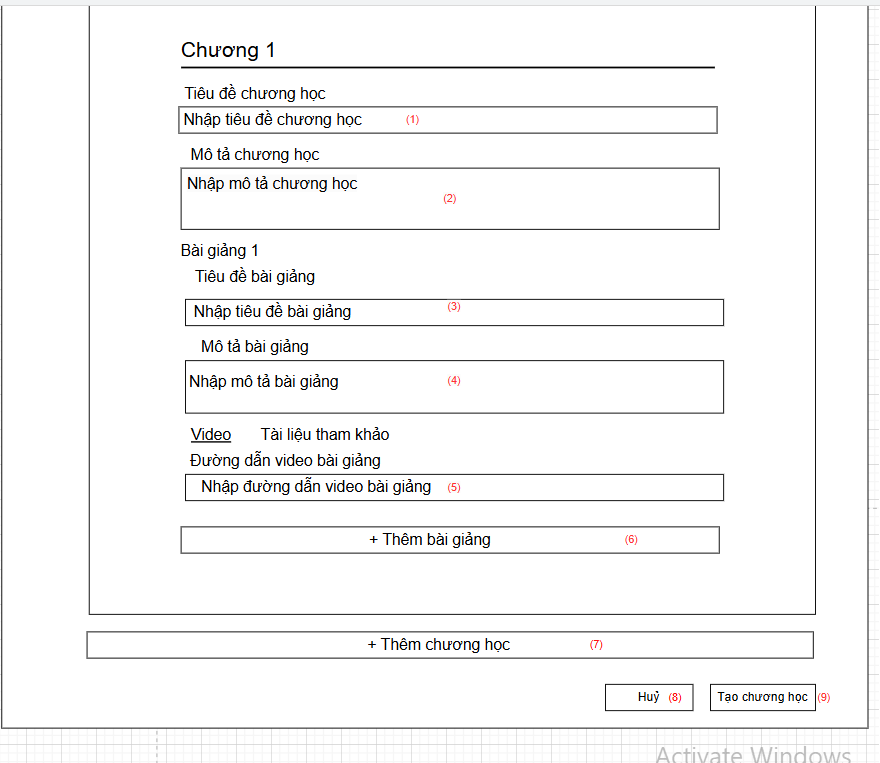 Chương 1
Tiêu đề chương học
Nhập tiêu đề chương học (1)
Mô tả chương học
Nhập mô tả chương học
(2)
Bài giảng 1
Tiêu đề bài giảng
Nhập tiêu đề bài giảng (3)
Mô tả bài giảng
Nhập mô tả bài giảng (4)
Video Tài liệu tham khảo
Đường dẫn video bài giảng
Nhập đường dẫn video bài giảng (5)
+ Thêm bài giảng (6)
+ Thêm chương học (7)
Huỷ (8) Tạo chương học (9)
Activate Windows